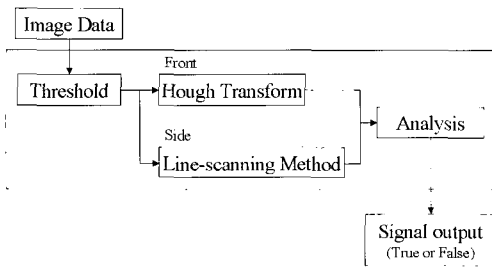 Image Data
Front
Threshold
Hough Transform
Analysis
Side
Line-scanning Method
Signal output
(True or False)